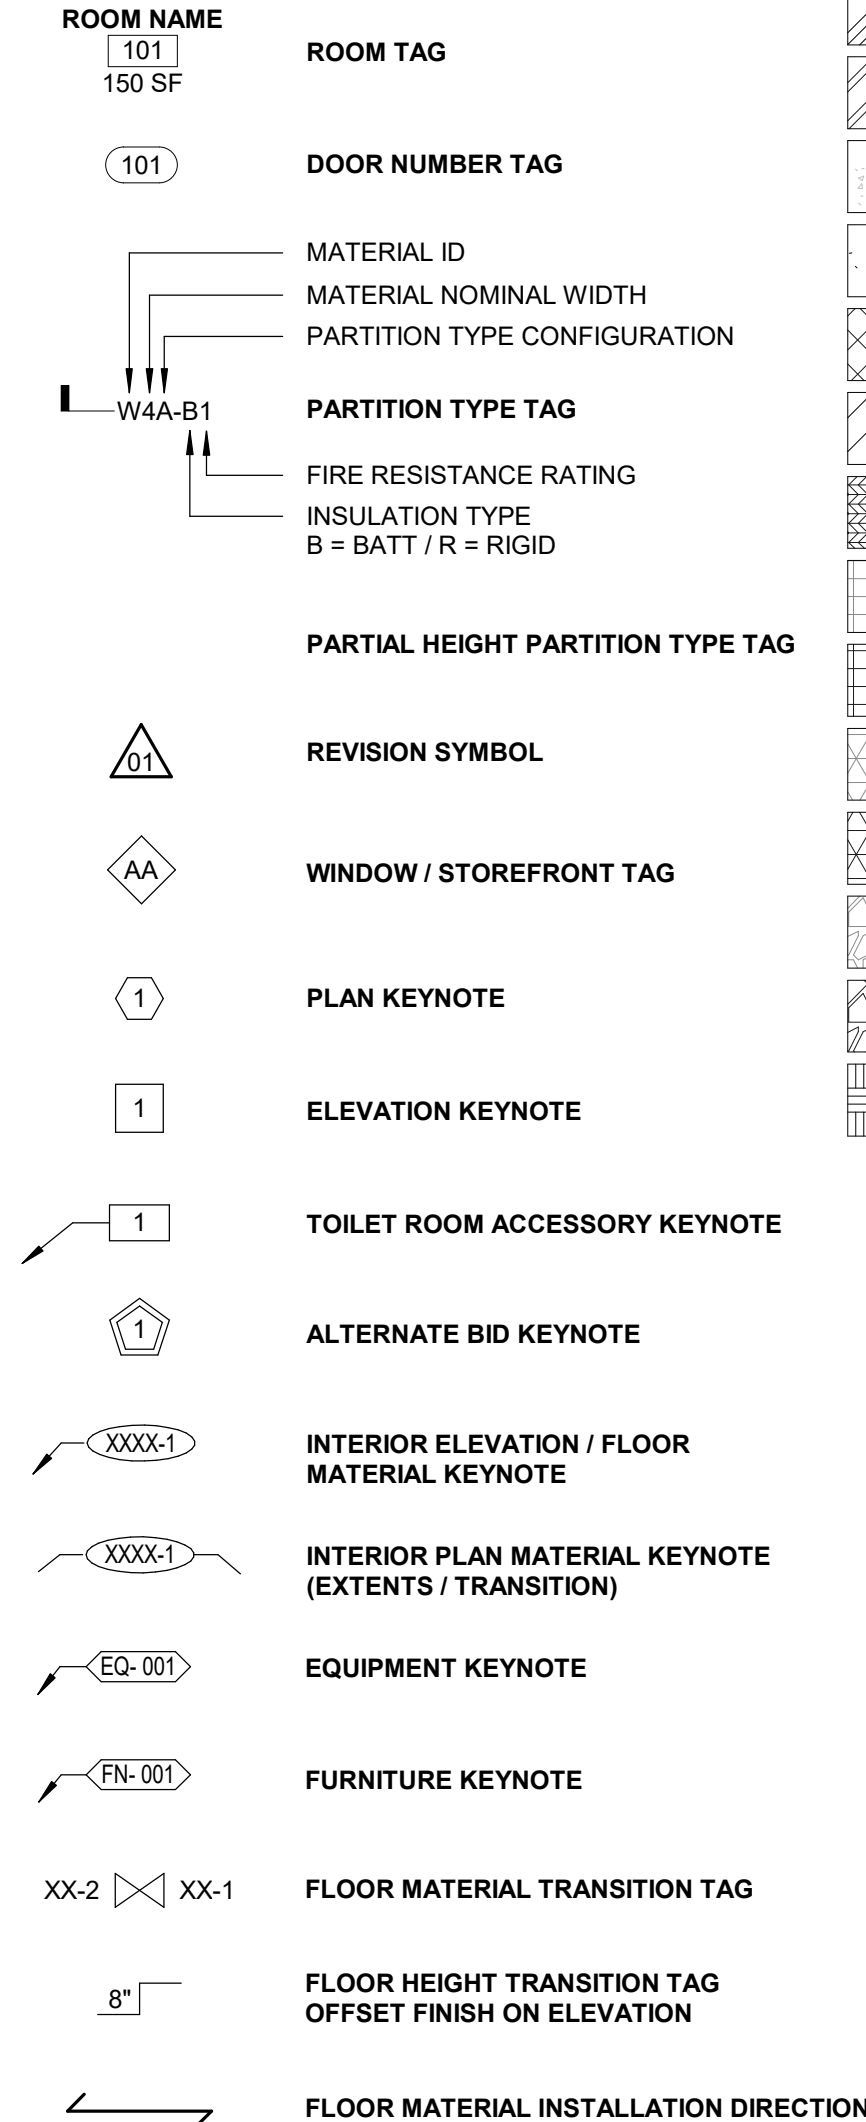 ROOM NAME
101
150 SF
ROOM TAG
101
DOOR NUMBER TAG
MATERIAL ID
MATERIAL NOMINAL WIDTH
PARTITION TYPE CONFIGURATION
W4A-B1
PARTITION TYPE TAG
FIRE RESISTANCE RATING
INSULATION TYPE
B = BATT / R = RIGID
PARTIAL HEIGHT PARTITION TYPE TAG
01
REVISION SYMBOL
AA
WINDOW / STOREFRONT TAG
1
PLAN KEYNOTE
1
ELEVATION KEYNOTE
1
TOILET ROOM ACCESSORY KEYNOTE
1
ALTERNATE BID KEYNOTE
XXXX-1
INTERIOR ELEVATION / FLOOR
MATERIAL KEYNOTE
XXXX-1
INTERIOR PLAN MATERIAL KEYNOTE
(EXTENTS / TRANSITION)
EQ- 001
EQUIPMENT KEYNOTE
FN- 001
FURNITURE KEYNOTE
XX-2 XX-1
FLOOR MATERIAL TRANSITION TAG
8"
FLOOR HEIGHT TRANSITION TAG
OFFSET FINISH ON ELEVATION
FLOOR MATERIAL INSTALLATION DIRECTION